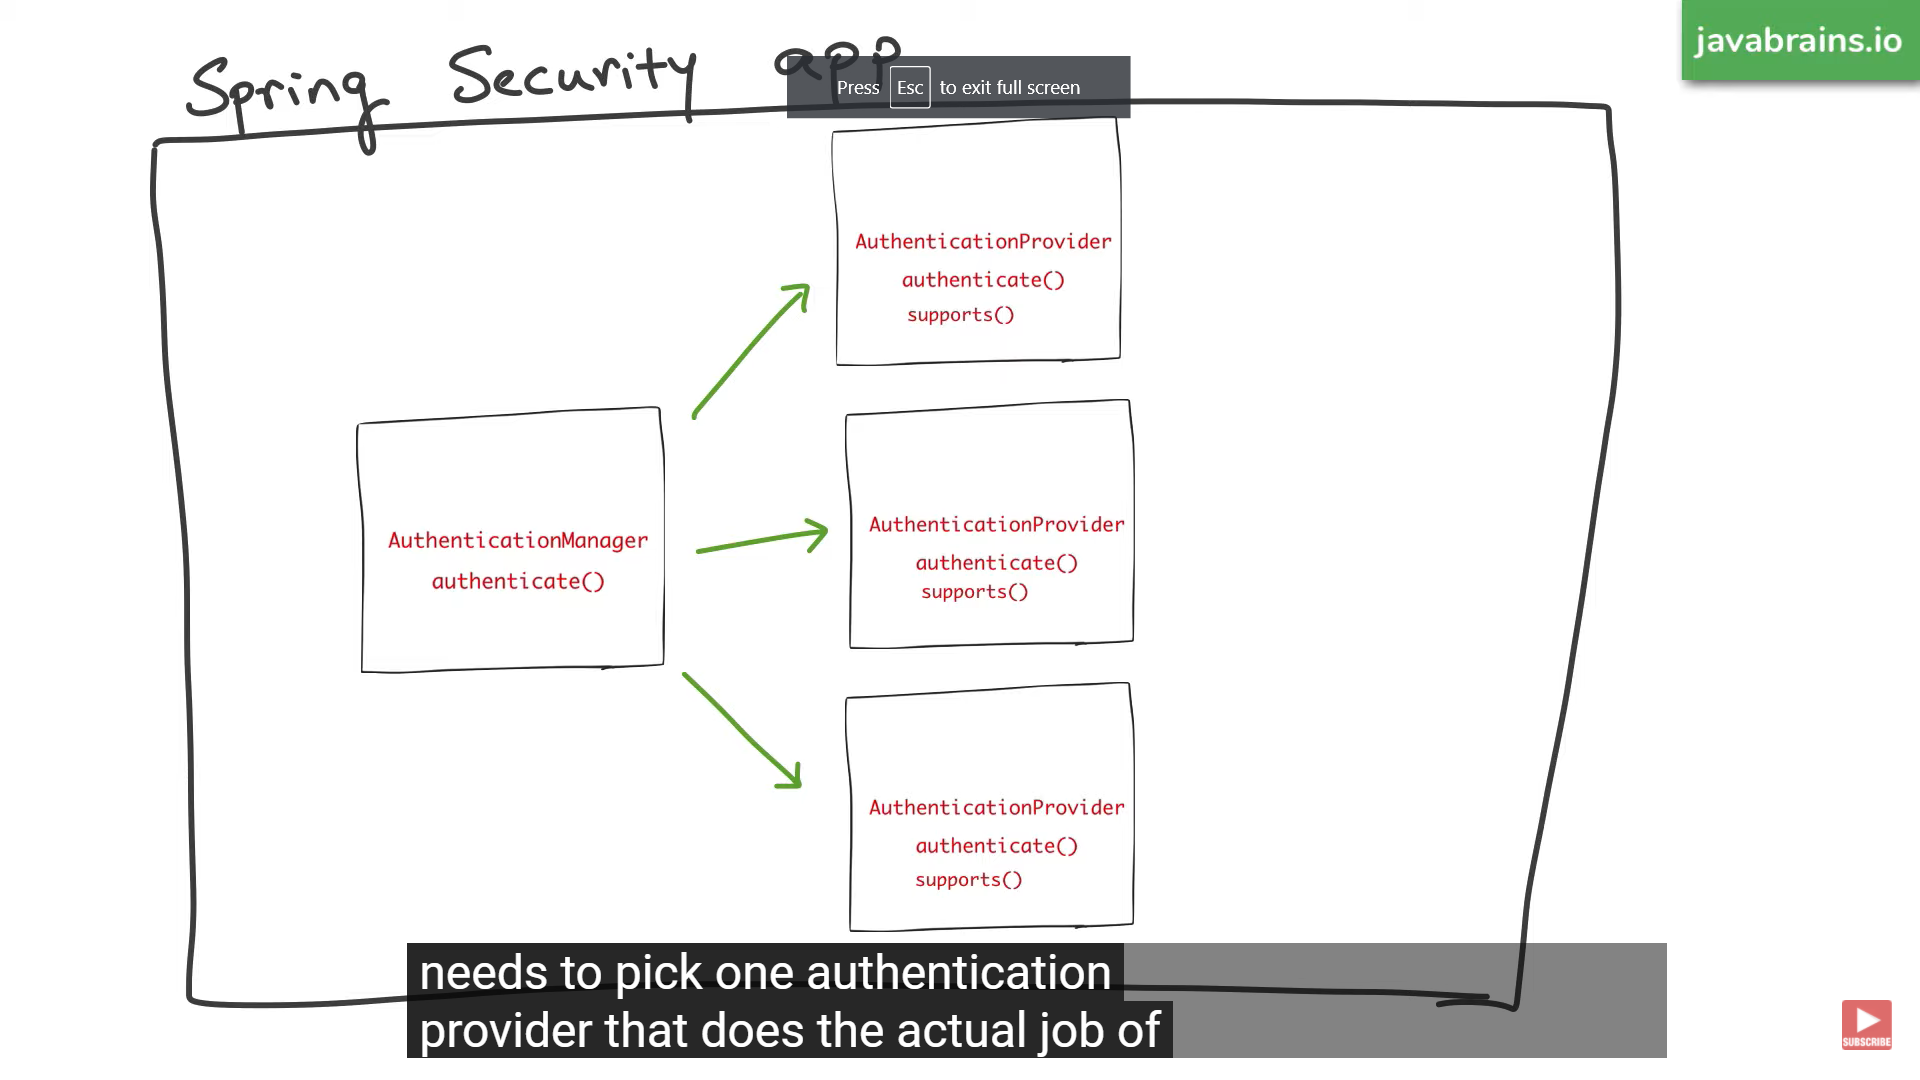 Spring Security app
javabrains.io
Press Esc to exit full screen
AuthenticationProvider
authenticate()
supports()
AuthenticationManager
authenticate()
AuthenticationProvider
authenticate()
supports()
AuthenticationProvider
authenticate()
supports()
needs to pick one authentication
provider that does the actual job of
SUBSCRIBE